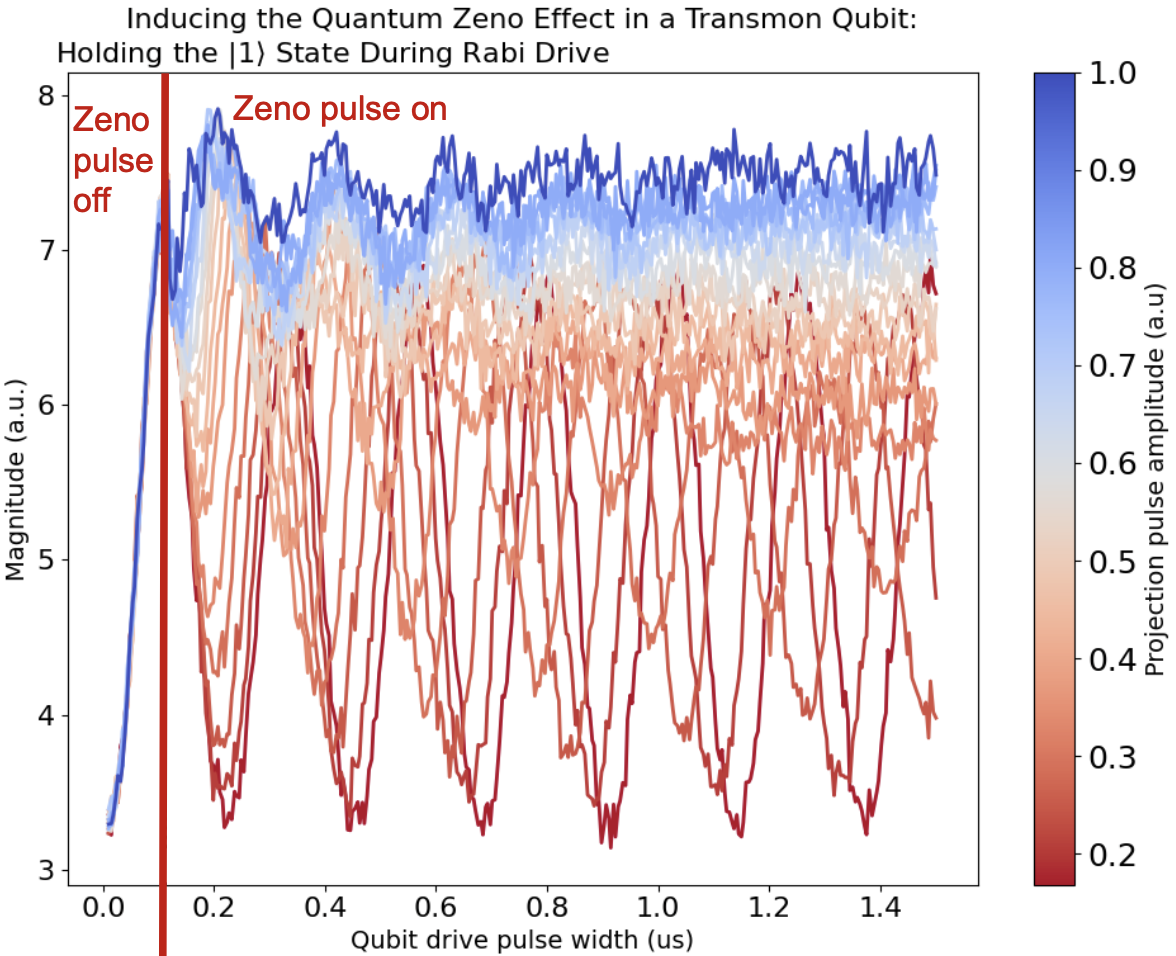 Inducing the Quantum Zeno Effect in a Transmon Qubit:
Holding the |1⟩ State During Rabi Drive
Zeno
pulse
off
Zeno pulse on
8
7
6
5
4
3
Magnitude (a.u.)
0.0 0.2 0.4 0.6 0.8 1.0 1.2 1.4
Qubit drive pulse width (us)
1.0
0.9
0.8
0.7
0.6
0.5
0.4
0.3
0.2
Projection pulse amplitude (a.u)